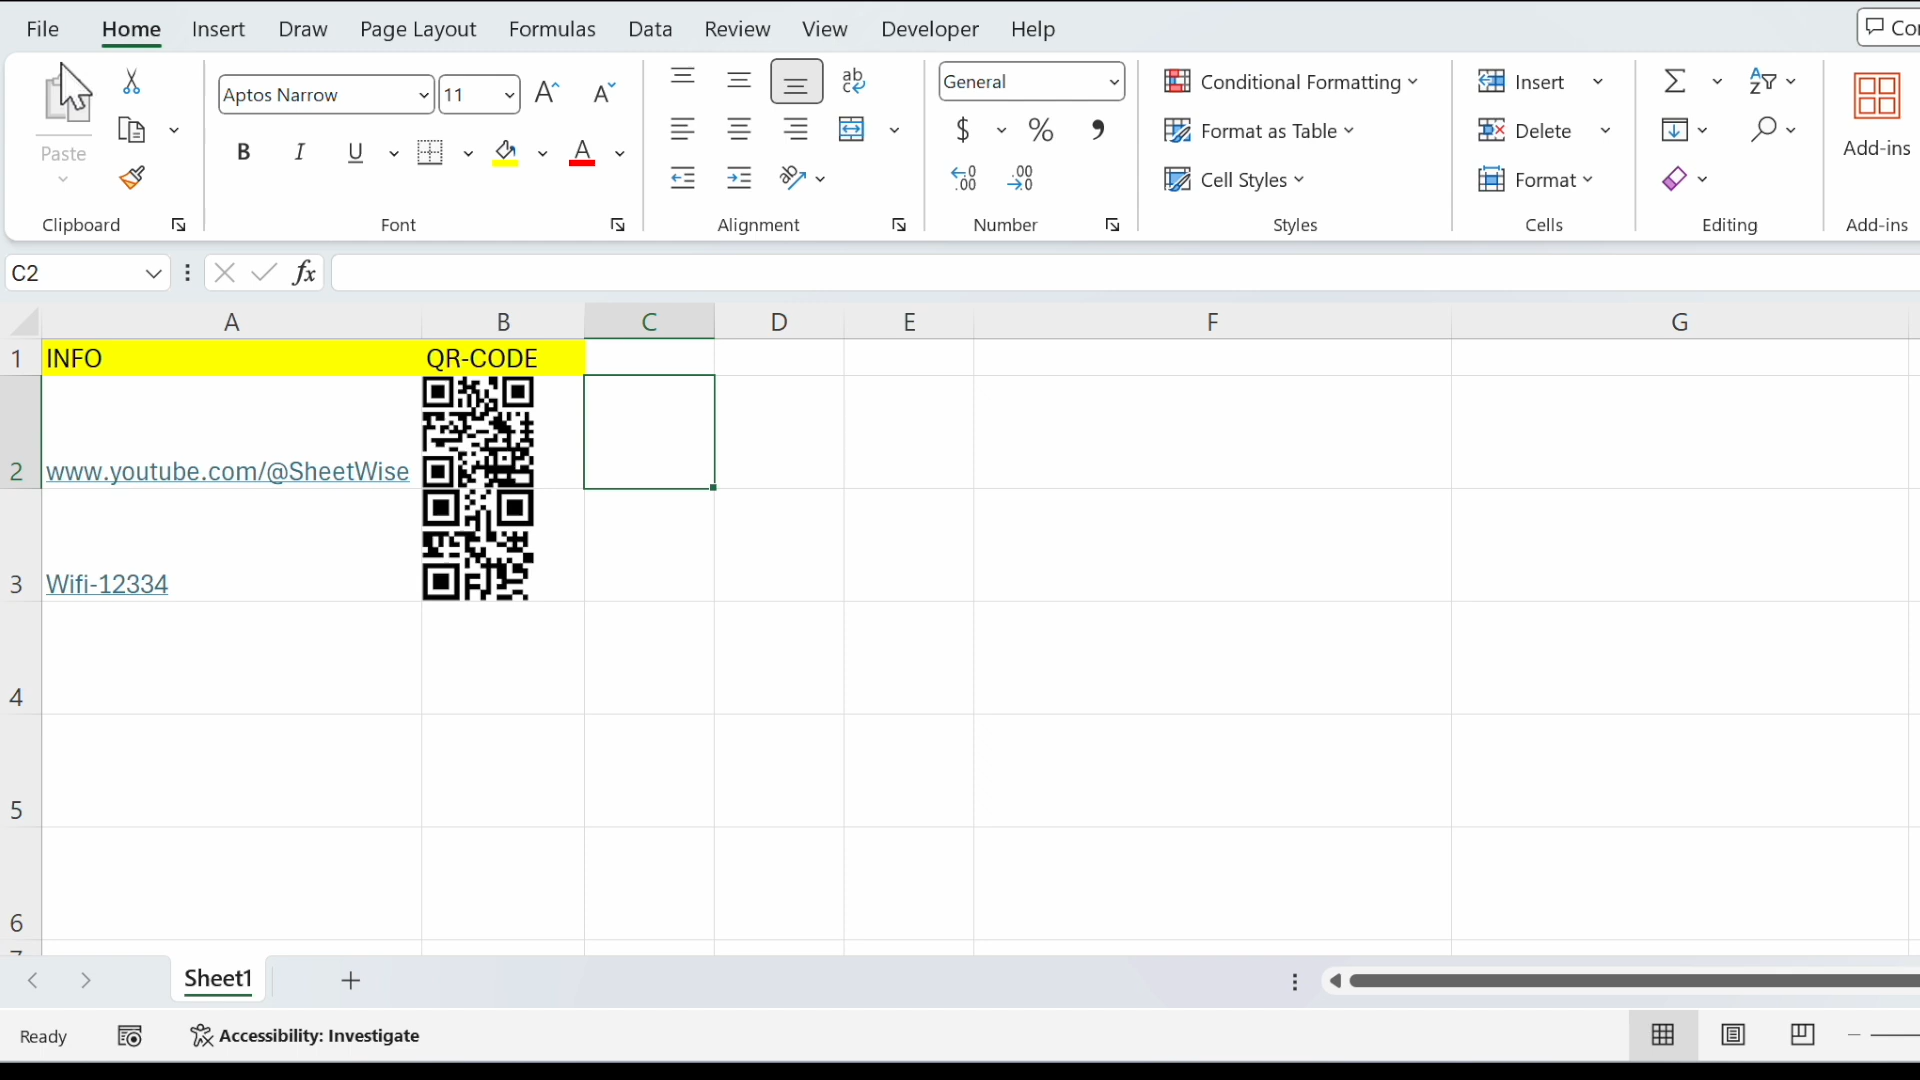 File Home Insert Draw Page Layout Formulas Data Review View Developer Help
Aptos Narrow 11 General Conditional Formatting Insert
Paste B I U $ % Format as Table Delete Add-ins
Cell Styles Format
Clipboard Font Alignment Number Styles Cells Editing Add-ins
C2 fx
A B C D E F G
1 INFO QR-CODE
2 www.youtube.com/@SheetWise
3 Wifi-12334
4
5
6
Sheet1
Ready Accessibility: Investigate